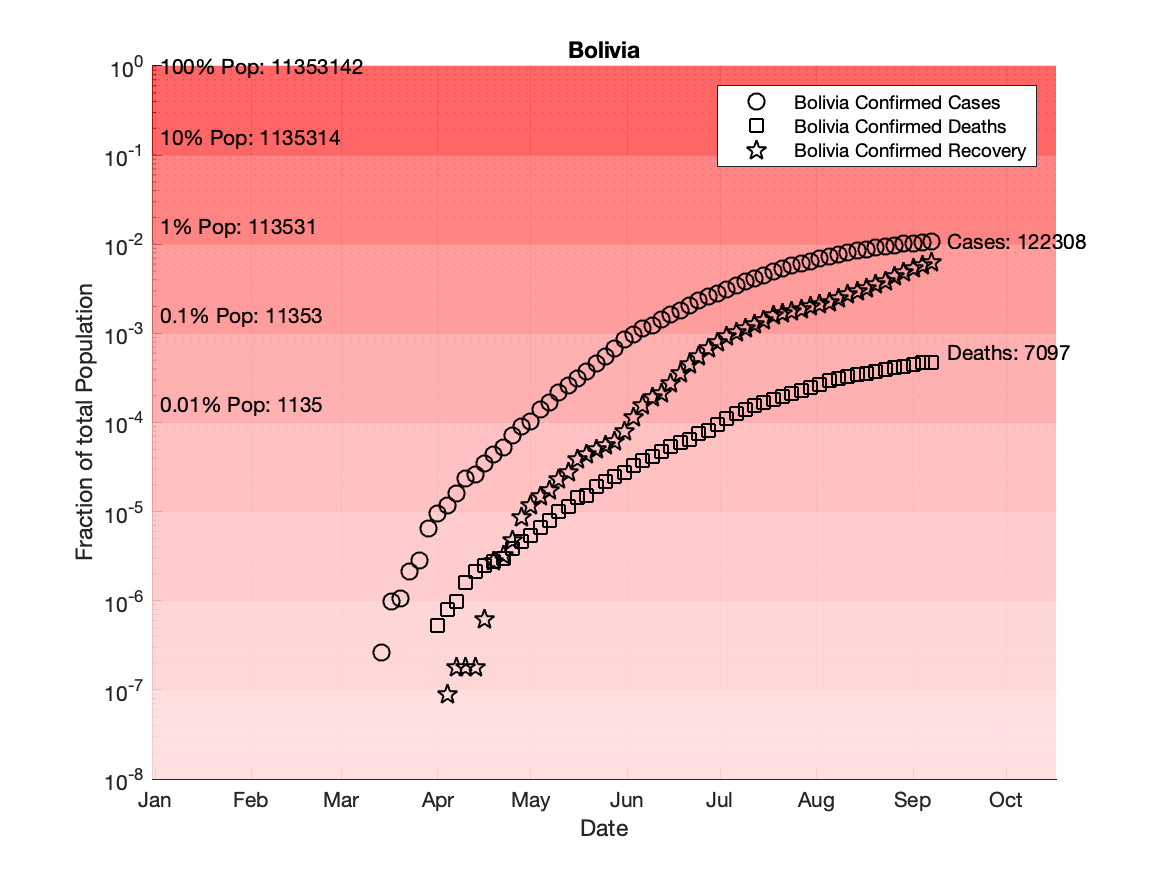 Bolivia
10^0
10^-1
10^-2
10^-3
10^-4
10^-5
10^-6
10^-7
10^-8
Fraction of total Population
100% Pop: 11353142
10% Pop: 1135314
1% Pop: 113531
0.1% Pop: 11353
0.01% Pop: 1135
Bolivia Confirmed Cases
Bolivia Confirmed Deaths
Bolivia Confirmed Recovery
Cases: 122308
Deaths: 7097
Jan Feb Mar Apr May Jun Jul Aug Sep Oct
Date